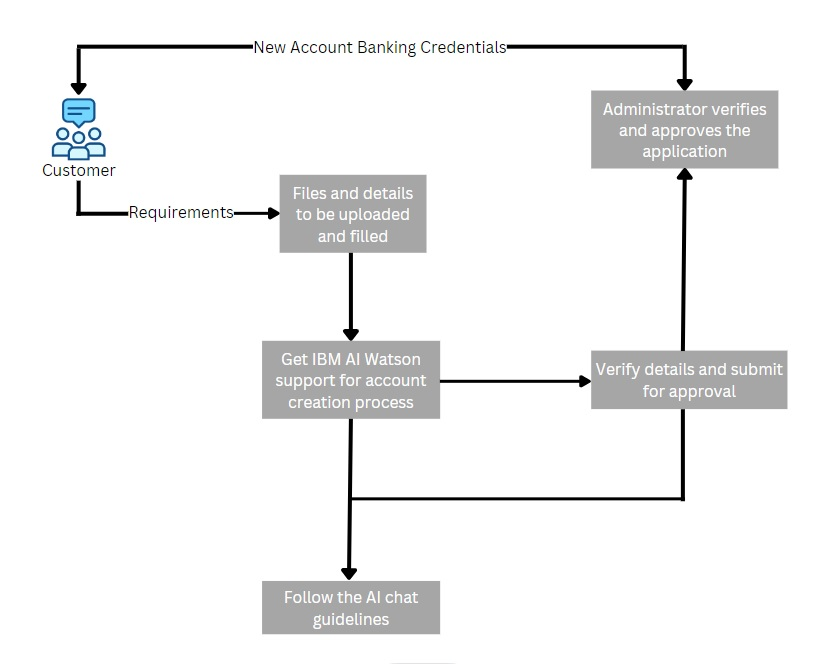 New Account Banking Credentials
Administrator verifies
and approves the
application
Customer
Requirements
Files and details
to be uploaded
and filled
Get IBM AI Watson
support for account
creation process
Verify details and submit
for approval
Follow the AI chat
guidelines